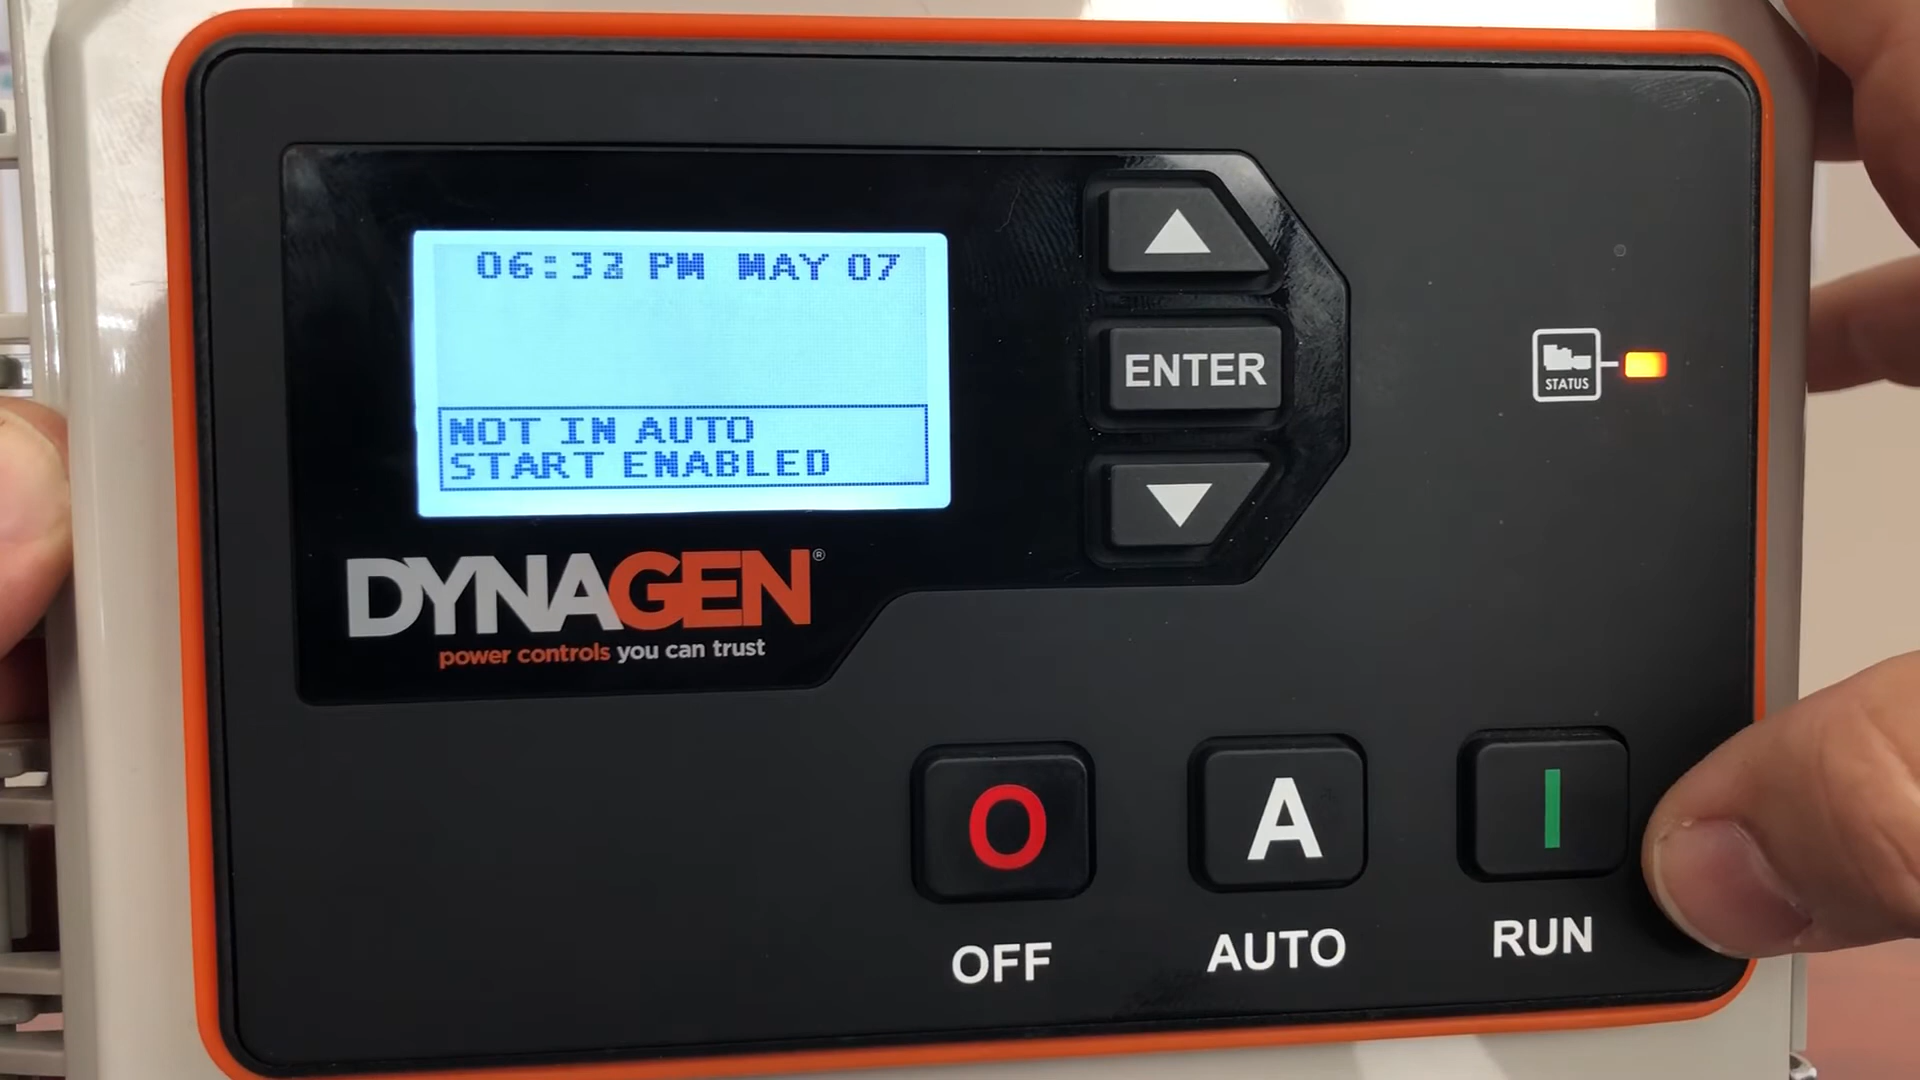 06:32 PM MAY 07
NOT IN AUTO
START ENABLED
ENTER
STATUS
DYNAGEN®
power controls you can trust
O
A
I
OFF
AUTO
RUN